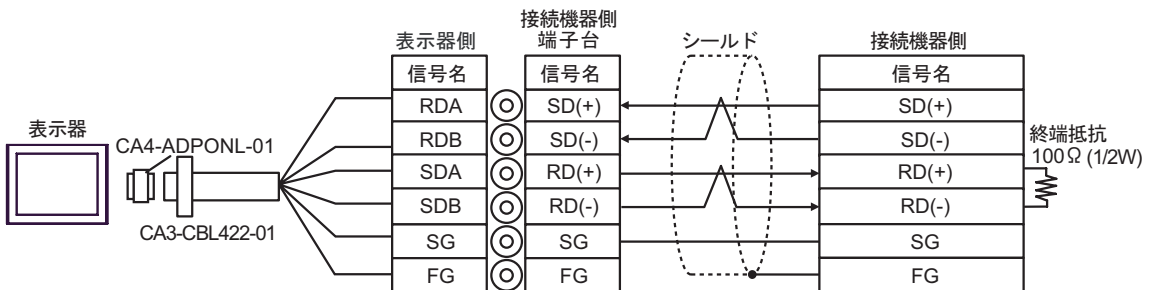 表示器
CA4-ADPONL-01
CA3-CBL422-01
表示器側
信号名
RDA
RDB
SDA
SDB
SG
FG
接続機器側
端子台
信号名
SD(+)
SD(-)
RD(+)
RD(-)
SG
FG
シールド
接続機器側
信号名
SD(+)
SD(-)
RD(+)
RD(-)
SG
FG
終端抵抗
100Ω (1/2W)